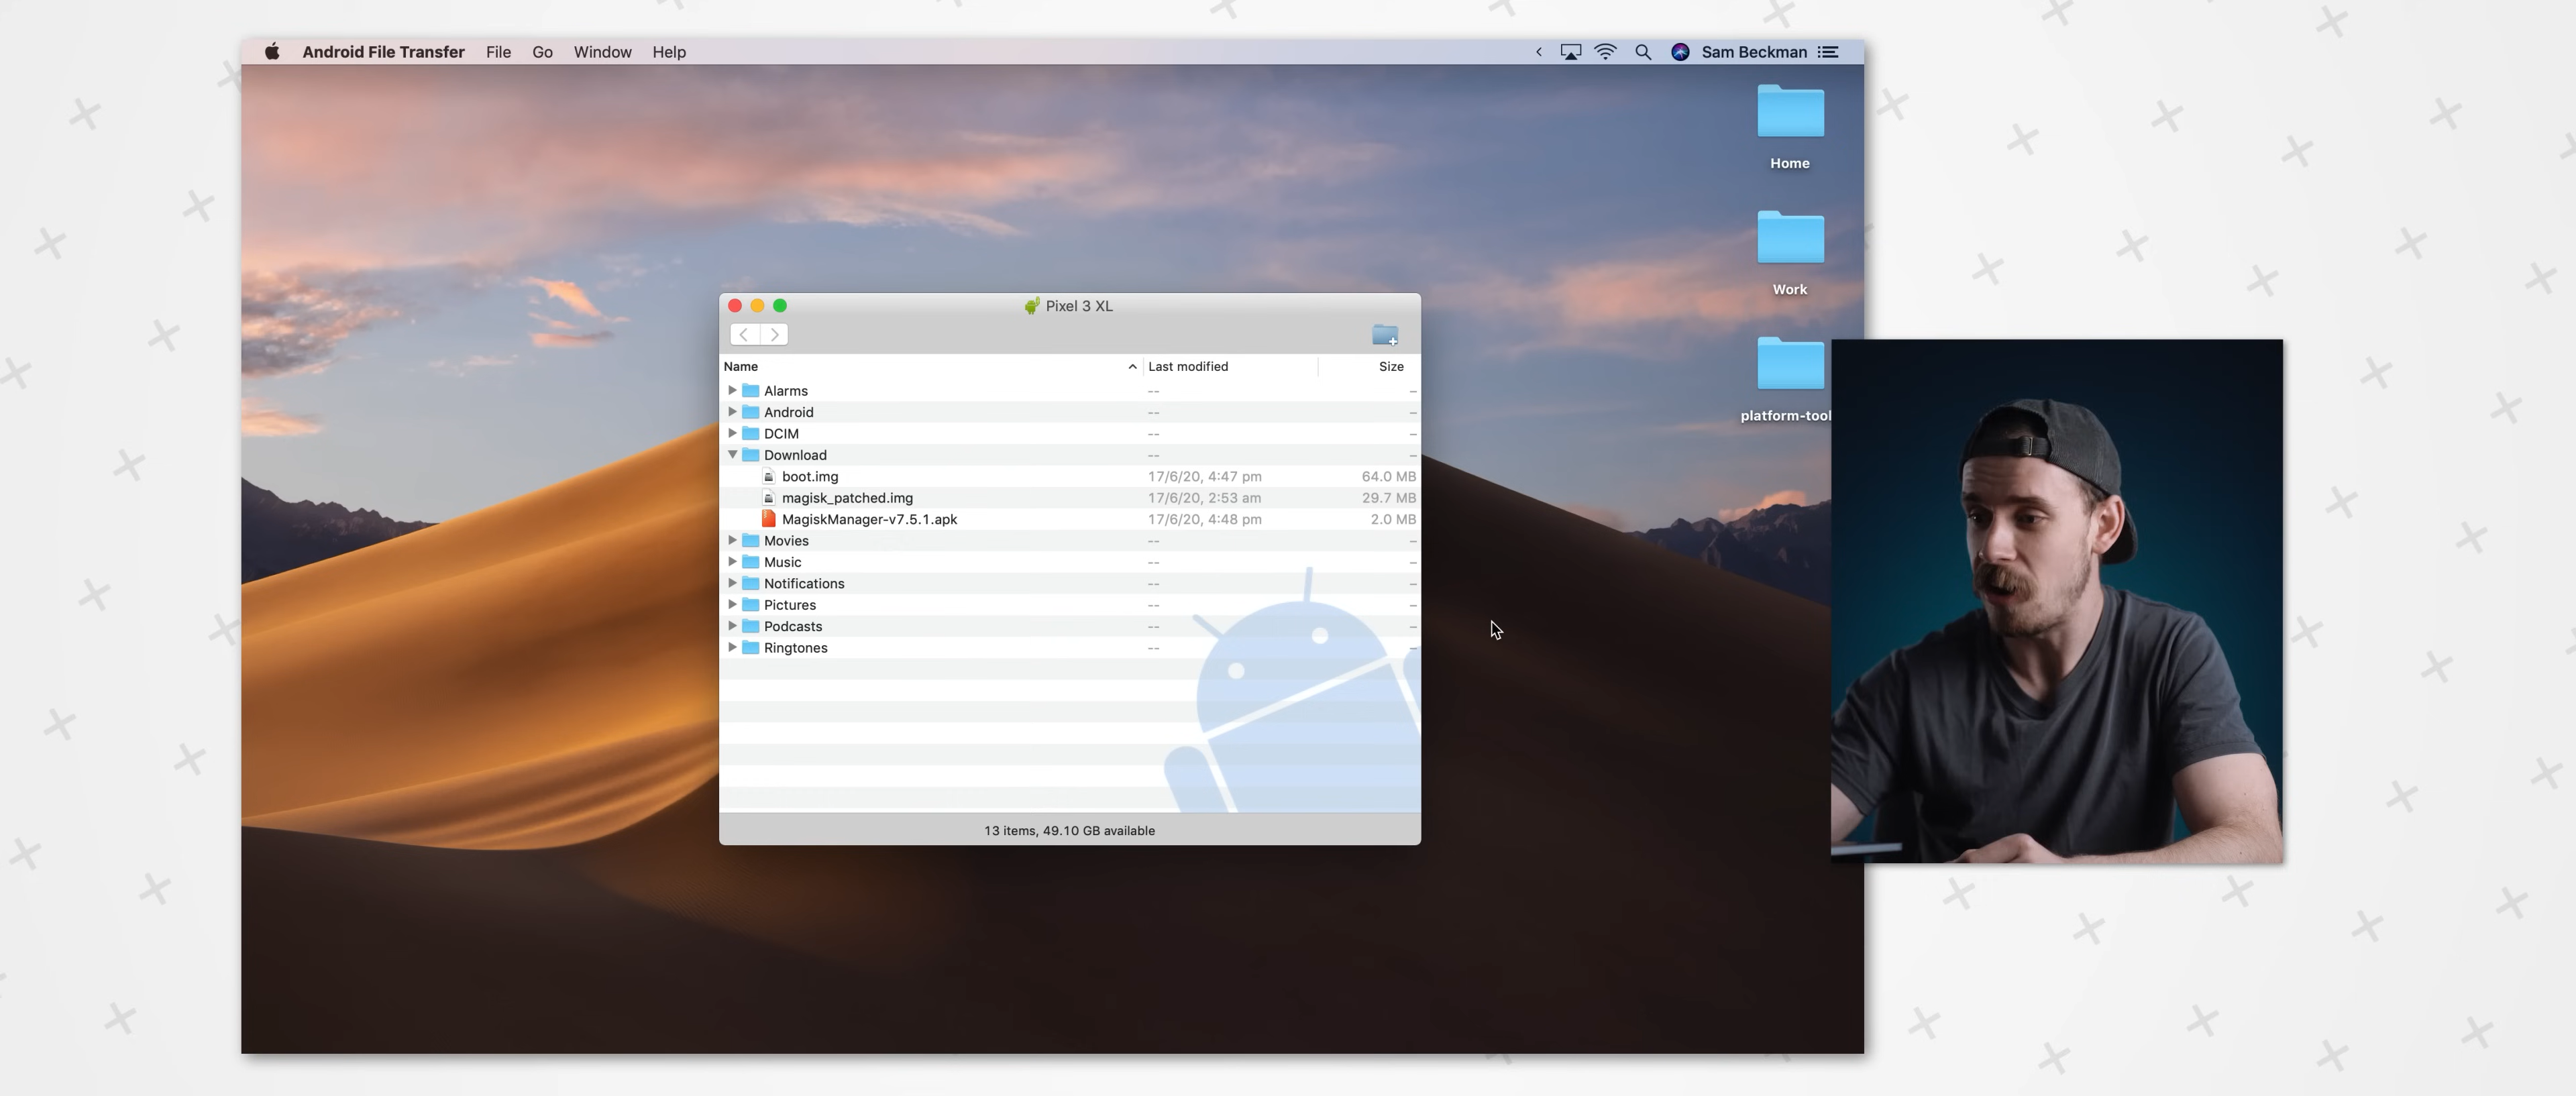 Android File Transfer File Go Window Help Sam Beckman
Home
Work
platform-tool
Pixel 3 XL
Name Last modified Size
Alarms -- --
Android -- --
DCIM -- --
Download -- --
boot.img 17/6/20, 4:47 pm 64.0 MB
magisk_patched.img 17/6/20, 2:53 am 29.7 MB
MagiskManager-v7.5.1.apk 17/6/20, 4:48 pm 2.0 MB
Movies -- --
Music -- --
Notifications -- --
Pictures -- --
Podcasts -- --
Ringtones -- --
13 items, 49.10 GB available